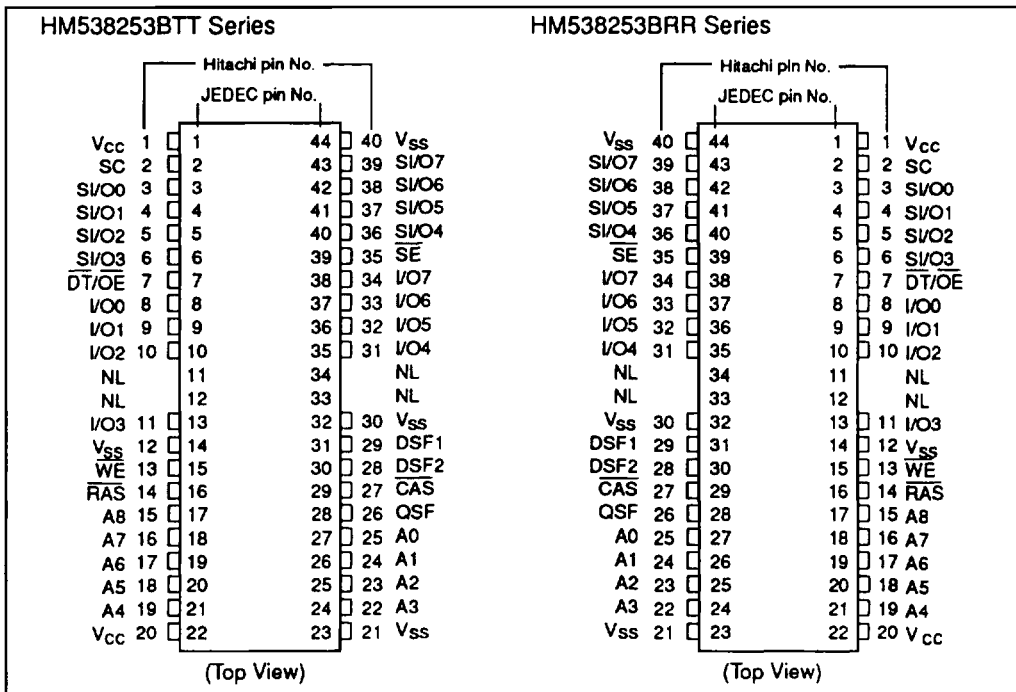 HM538253BTT Series
Hitachi pin No.
JEDEC pin No.
VCC 1 1 44 40 VSS
SC 2 2 43 39 SI/O7
SI/O0 3 3 42 38 SI/O6
SI/O1 4 4 41 37 SI/O5
SI/O2 5 5 40 36 SI/O4
SI/O3 6 6 39 35 S̅E̅
D̅T̅/O̅E̅ 7 7 38 34 I/O7
I/O0 8 8 37 33 I/O6
I/O1 9 9 36 32 I/O5
I/O2 10 10 35 31 I/O4
NL 11 34 NL
NL 12 33 NL
I/O3 11 13 32 30 VSS
VSS 12 14 31 29 DSF1
W̅E̅ 13 15 30 28 DSF2
R̅A̅S̅ 14 16 29 27 C̅A̅S̅
A8 15 17 28 26 QSF
A7 16 18 27 25 A0
A6 17 19 26 24 A1
A5 18 20 25 23 A2
A4 19 21 24 22 A3
VCC 20 22 23 21 VSS
(Top View)
HM538253BRR Series
Hitachi pin No.
JEDEC pin No.
VSS 40 44 1 1 VCC
SI/O7 39 43 2 2 SC
SI/O6 38 42 3 3 SI/O0
SI/O5 37 41 4 4 SI/O1
SI/O4 36 40 5 5 SI/O2
S̅E̅ 35 39 6 6 SI/O3
I/O7 34 38 7 7 D̅T̅/O̅E̅
I/O6 33 37 8 8 I/O0
I/O5 32 36 9 9 I/O1
I/O4 31 35 10 10 I/O2
NL 34 11 NL
NL 33 12 NL
VSS 30 32 13 11 I/O3
DSF1 29 31 14 12 VSS
DSF2 28 30 15 13 W̅E̅
C̅A̅S̅ 27 29 16 14 R̅A̅S̅
QSF 26 28 17 15 A8
A0 25 27 18 16 A7
A1 24 26 19 17 A6
A2 23 25 20 18 A5
A3 22 24 21 19 A4
VSS 21 23 22 20 VCC
(Top View)